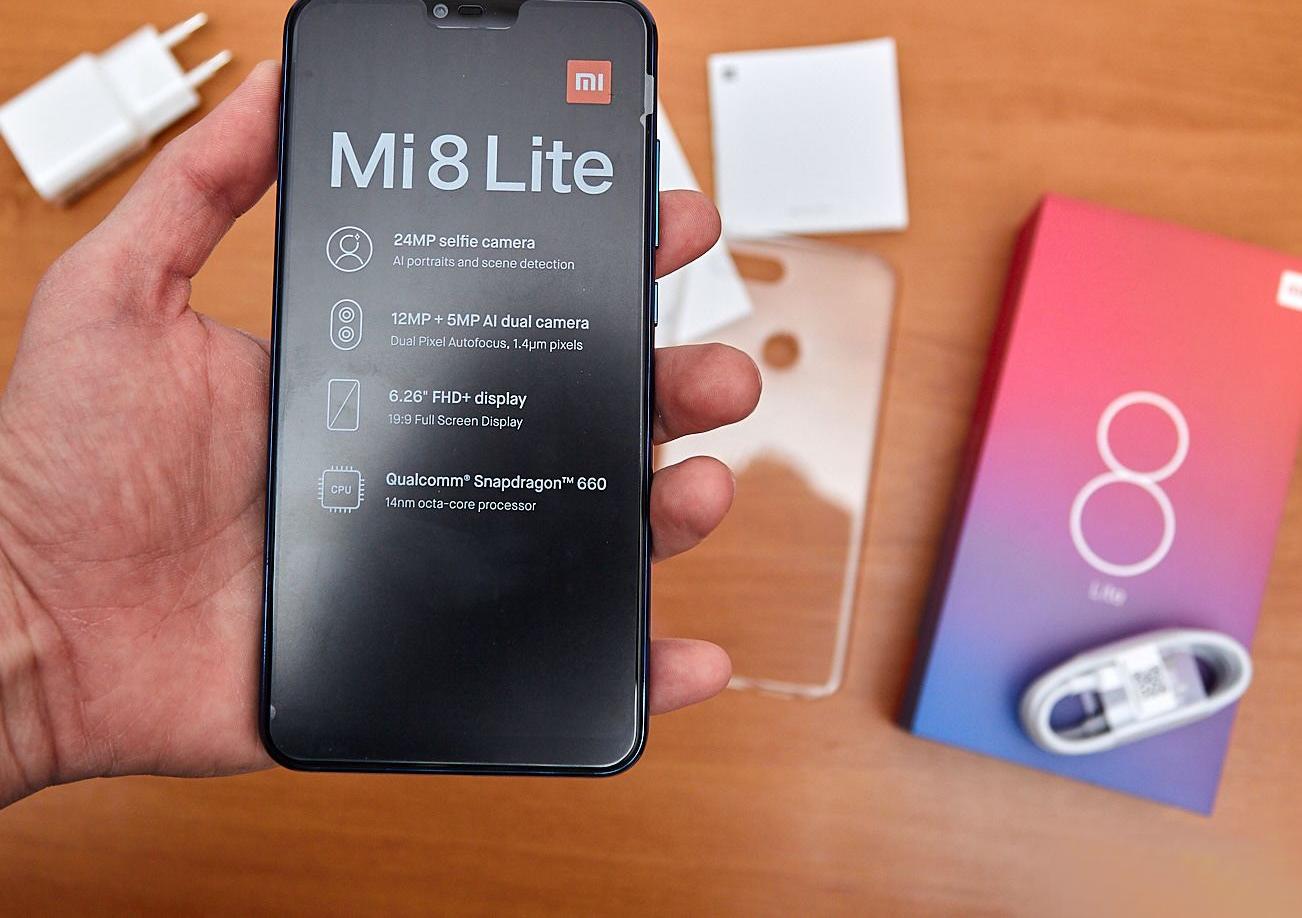 mi
Mi 8 Lite
24MP selfie camera
AI portraits and scene detection
12MP + 5MP AI dual camera
Dual Pixel Autofocus, 1.4μm pixels
6.26" FHD+ display
19:9 Full Screen Display
CPU
Qualcomm® Snapdragon™ 660
14nm octa-core processor
8
Lite